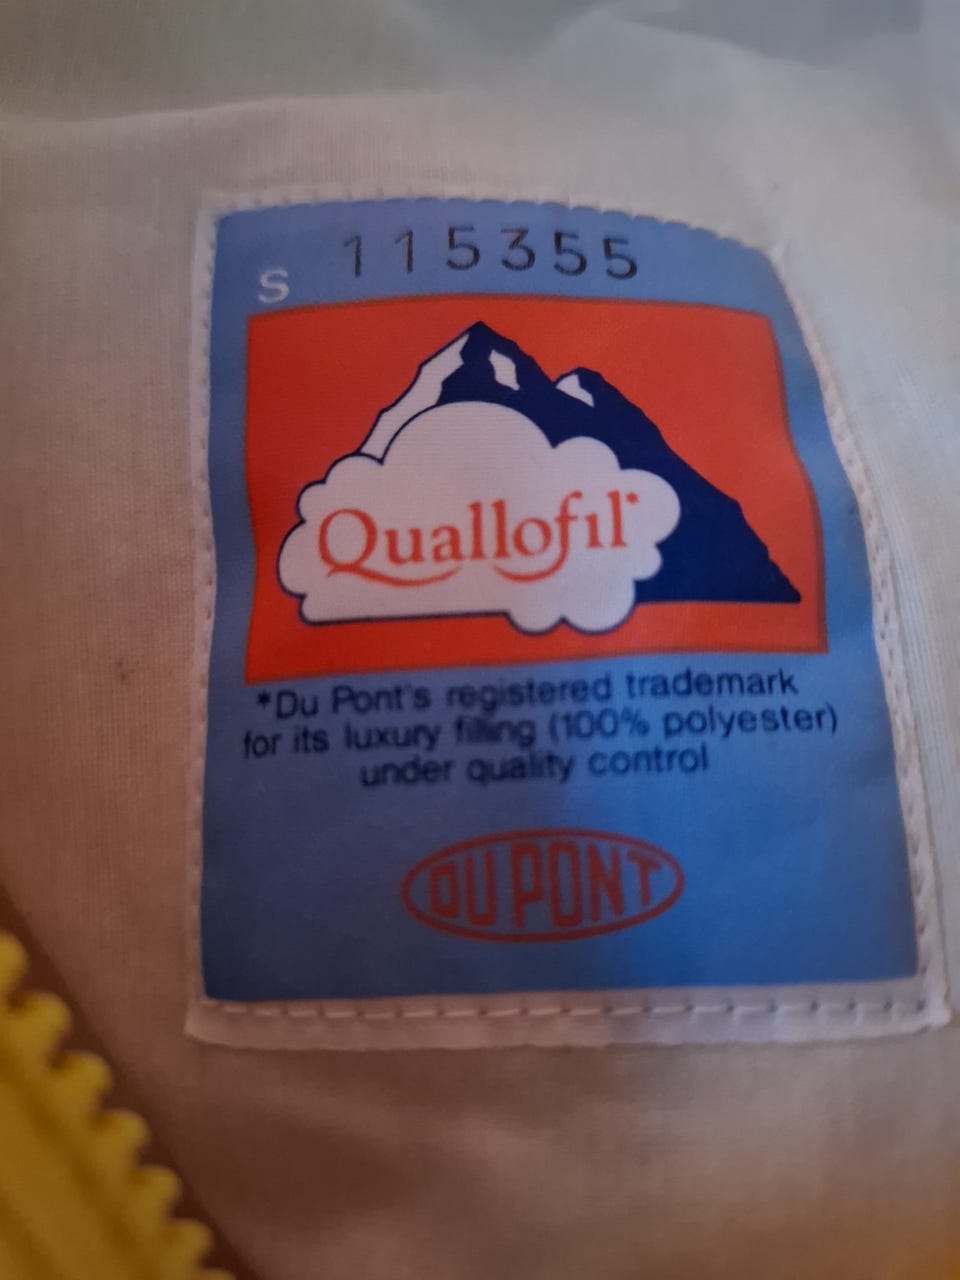 S 115355
Quallofil*
*Du Pont's registered trademark
for its luxury filling (100% polyester)
under quality control
DU PONT